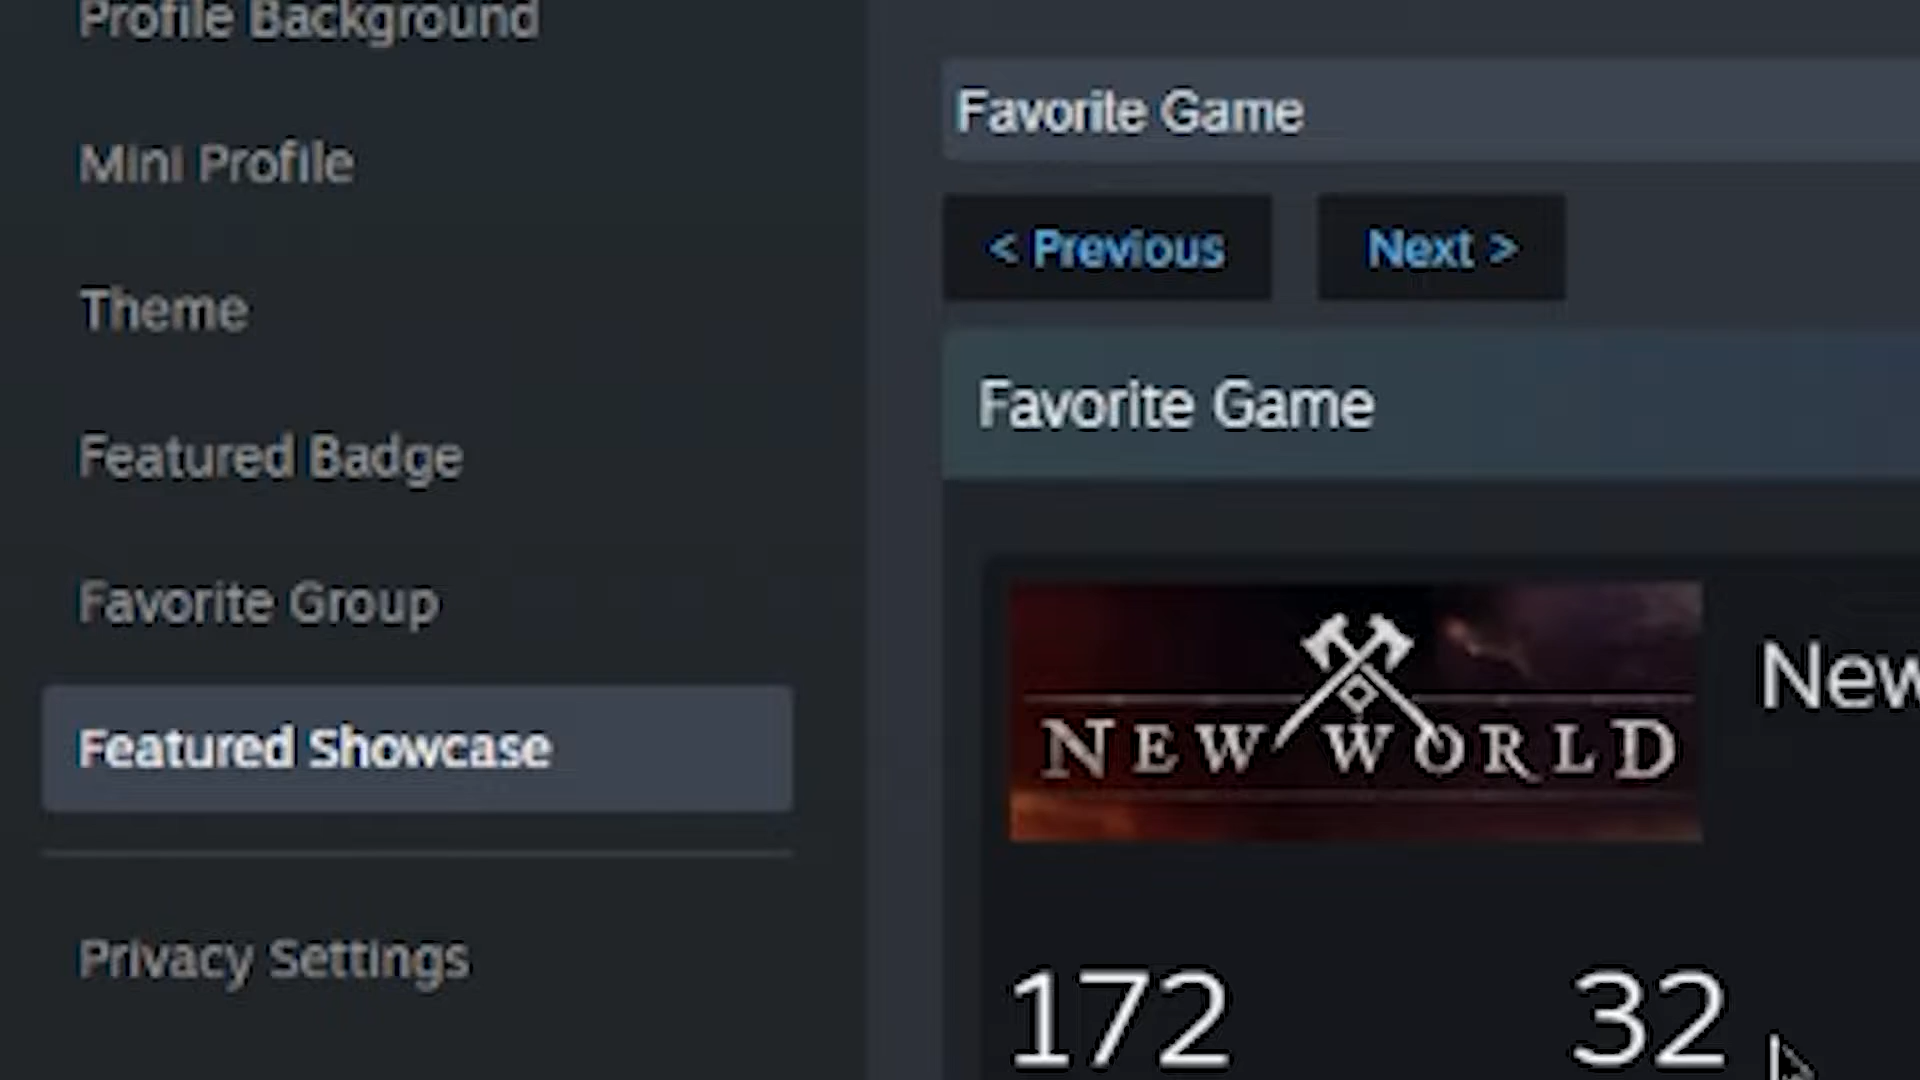 Profile Background
Mini Profile
Theme
Featured Badge
Favorite Group
Featured Showcase
Privacy Settings
Favorite Game
< Previous
Next >
Favorite Game
NEW WORLD
New
172
32